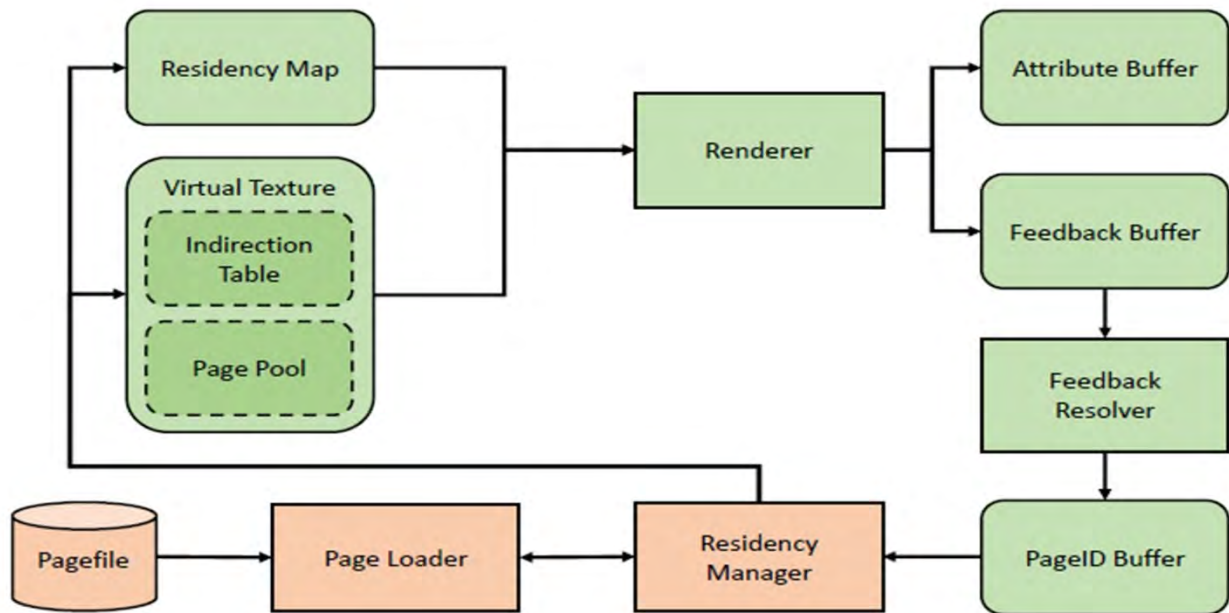 Residency Map
Attribute Buffer
Renderer
Virtual Texture
Indirection
Table
Feedback Buffer
Page Pool
Feedback
Resolver
Pagefile
Page Loader
Residency
Manager
PageID Buffer